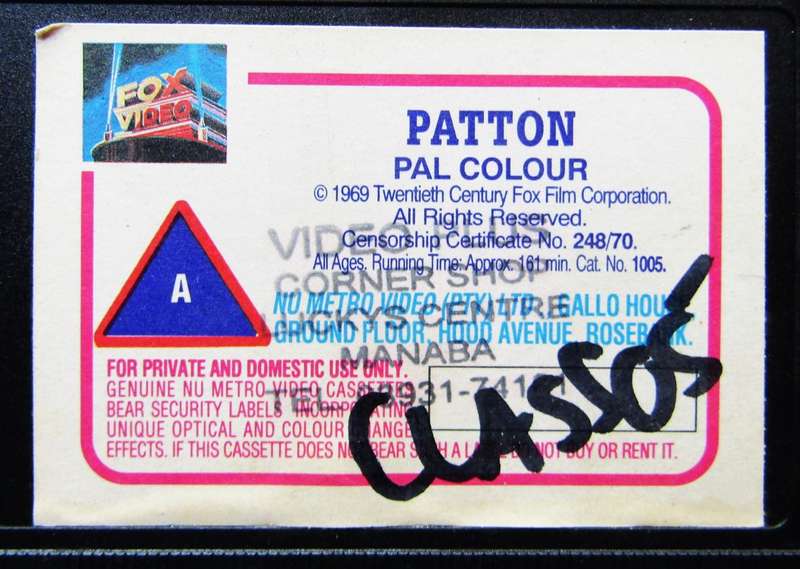 FOX
VIDEO
PATTON
PAL COLOUR
© 1969 Twentieth Century Fox Film Corporation.
All Rights Reserved.
Censorship Certificate No. 248/70.
All Ages. Running Time: Approx. 161 min. Cat. No. 1005.
A
NU METRO VIDEO (PTY) LTD. GALLO HOUSE
GROUND FLOOR, HOOD AVENUE, ROSEBANK.
VIDEO PLUS
CORNER SHOP
LUCKYS CENTRE
MANABA
TEL
FOR PRIVATE AND DOMESTIC USE ONLY.
GENUINE NU METRO VIDEO CASSETTES
BEAR SECURITY LABELS INCORPORATING
UNIQUE OPTICAL AND COLOUR CHANGE
EFFECTS. IF THIS CASSETTE DOES NOT BEAR SUCH A LABEL DO NOT BUY OR RENT IT.